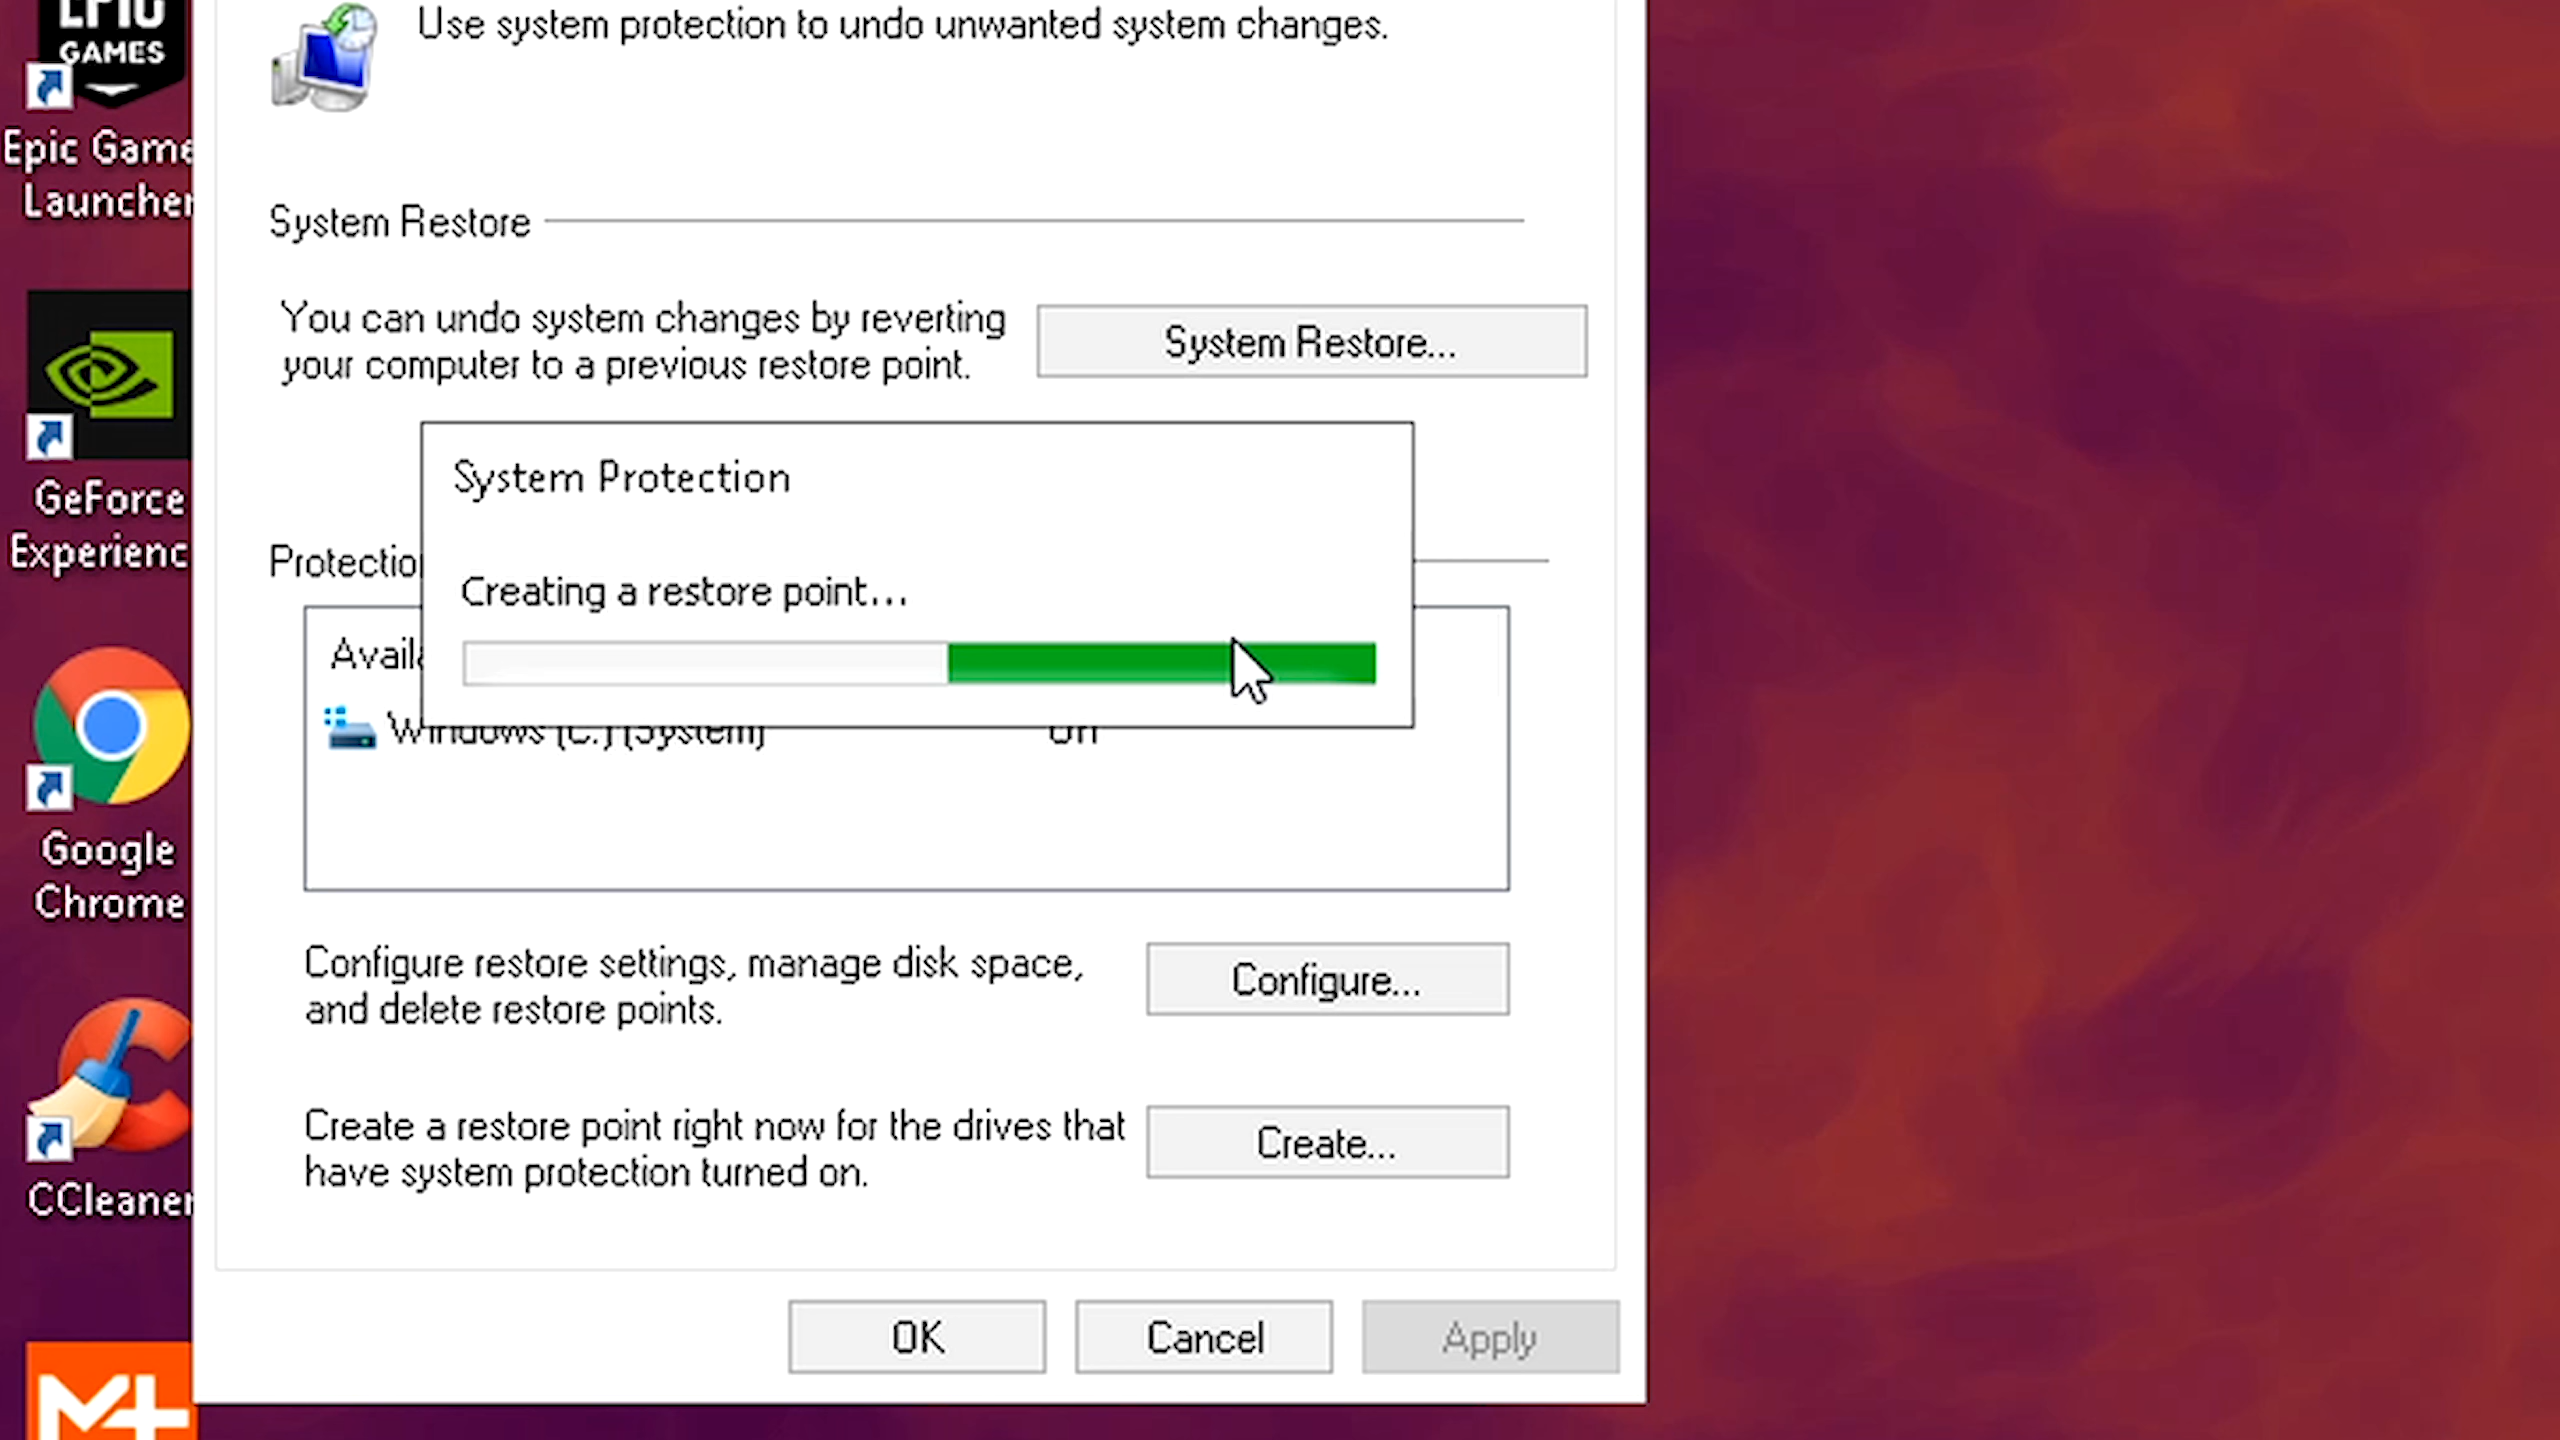 EPIC
GAMES
Epic Game
Launcher
GeForce
Experienc
Google
Chrome
CCleaner
M+
Use system protection to undo unwanted system changes.
System Restore
You can undo system changes by reverting
your computer to a previous restore point.
System Restore...
Protection
System Protection
Creating a restore point...
Avail
Windows (C:) (System) On
Configure restore settings, manage disk space,
and delete restore points.
Configure...
Create a restore point right now for the drives that
have system protection turned on.
Create...
OK
Cancel
Apply